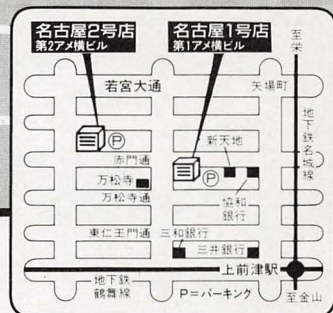 名古屋2号店
第2アメ横ビル
名古屋1号店
第1アメ横ビル
至栄
若宮大通
矢場町
地下鉄名城線
P
新天地
赤門通
P
万松寺
協和
銀行
万松寺通
東仁王門通
三和銀行
三井銀行
上前津駅
地下鉄
鶴舞線
P=パーキング
至金山